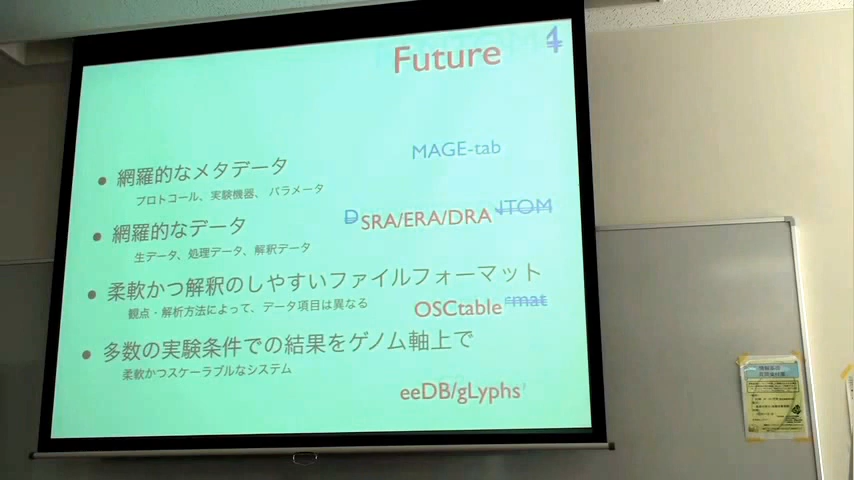 Future
4
MAGE-tab
• 網羅的なメタデータ
プロトコール、実験機器、パラメータ
• 網羅的なデータ
D
SRA/ERA/DRA
生データ、処理データ、解釈データ
• 柔軟かつ解釈のしやすいファイルフォーマット
観点・解析方法によって、データ項目は異なる
OSCtable
• 多数の実験条件での結果をゲノム軸上で
柔軟かつスケーラブルなシステム
eeDB/gLyphs